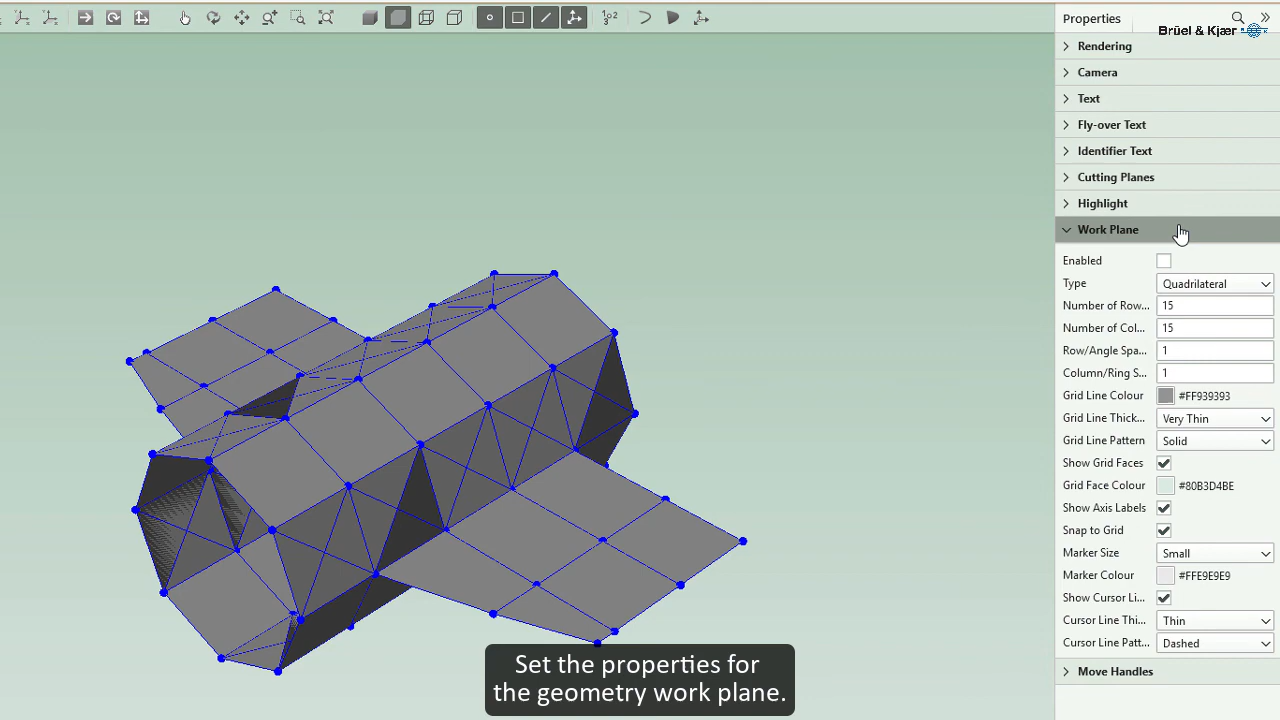 Properties
Brüel & Kjær
Rendering
Camera
Text
Fly-over Text
Identifier Text
Cutting Planes
Highlight
Work Plane
Enabled
Type Quadrilateral
Number of Row... 15
Number of Col... 15
Row/Angle Spa... 1
Column/Ring S... 1
Grid Line Colour #FF939393
Grid Line Thick... Very Thin
Grid Line Pattern Solid
Show Grid Faces
Grid Face Colour #80B3D4BE
Show Axis Labels
Snap to Grid
Marker Size Small
Marker Colour #FFE9E9E9
Show Cursor Li...
Cursor Line Thi... Thin
Cursor Line Patt... Dashed
Move Handles
Set the properties for
the geometry work plane.